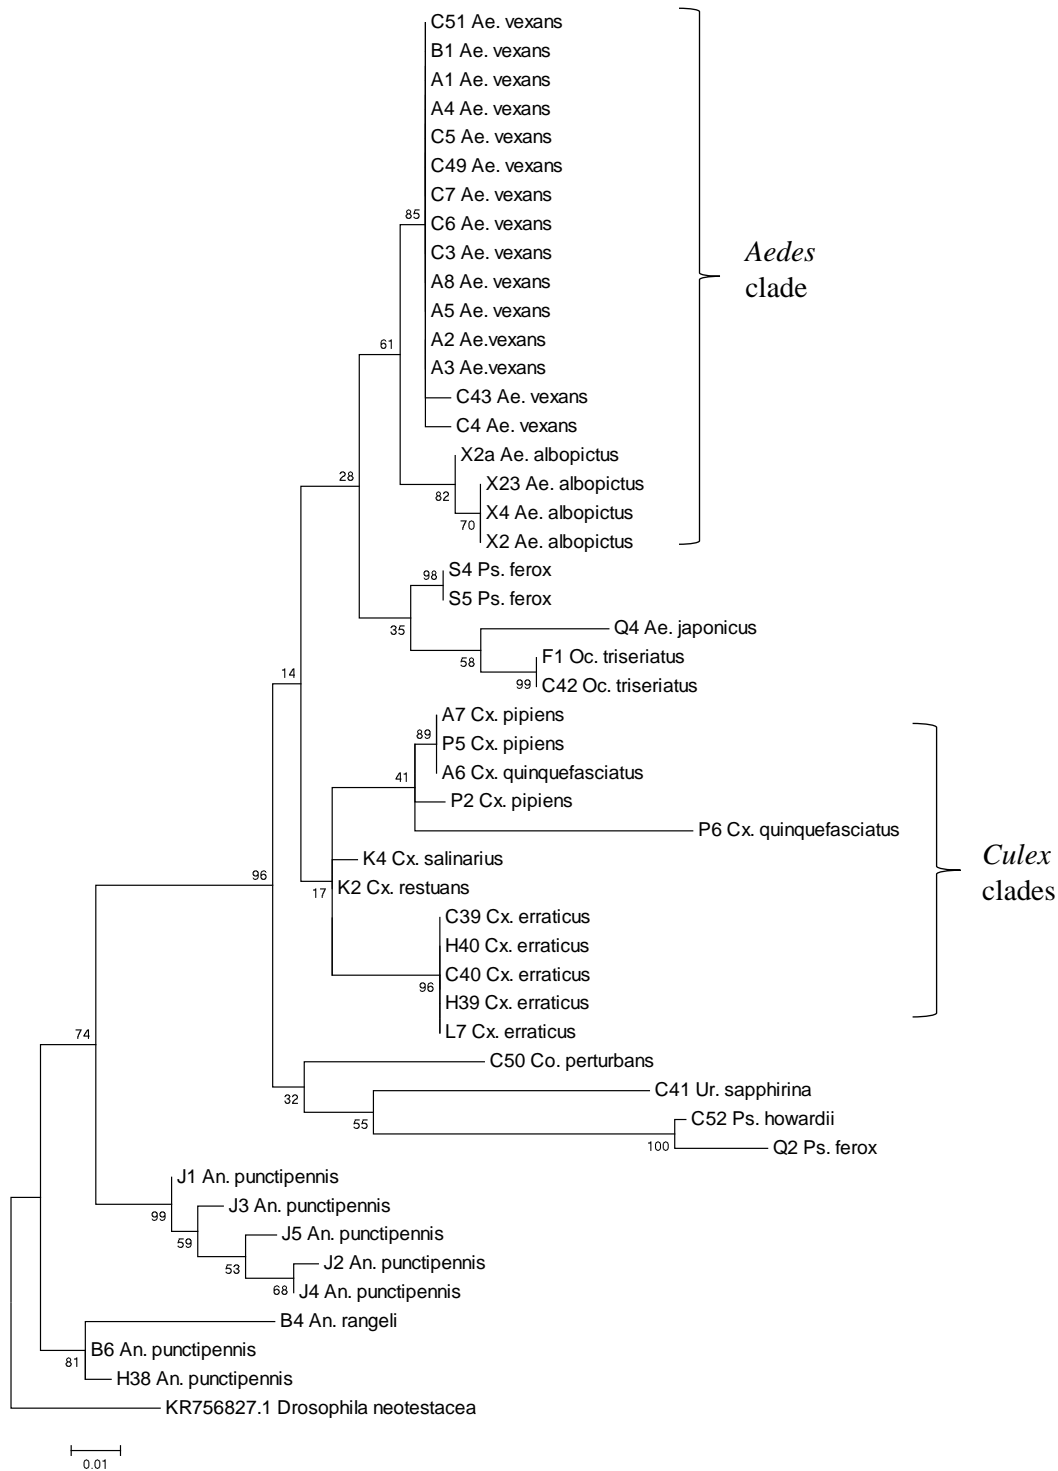 C51 Ae. vexans
B1 Ae. vexans
A1 Ae. vexans
A4 Ae. vexans
C5 Ae. vexans
C49 Ae. vexans
C7 Ae. vexans
85
C6 Ae. vexans
C3 Ae. vexans
Aedes
clade
A8 Ae. vexans
A5 Ae. vexans
A2 Ae.vexans
61
A3 Ae.vexans
C43 Ae. vexans
C4 Ae. vexans
X2a Ae. albopictus
28
X23 Ae. albopictus
82
X4 Ae. albopictus
70
X2 Ae. albopictus
98
S4 Ps. ferox
S5 Ps. ferox
35
Q4 Ae. japonicus
58
F1 Oc. triseriatus
99
C42 Oc. triseriatus
14
A7 Cx. pipiens
89
P5 Cx. pipiens
A6 Cx. quinquefasciatus
41
P2 Cx. pipiens
P6 Cx. quinquefasciatus
Culex
clades
K4 Cx. salinarius
96
17
K2 Cx. restuans
C39 Cx. erraticus
H40 Cx. erraticus
C40 Cx. erraticus
96
H39 Cx. erraticus
L7 Cx. erraticus
74
C50 Co. perturbans
32
C41 Ur. sapphirina
55
C52 Ps. howardii
100
Q2 Ps. ferox
J1 An. punctipennis
99
J3 An. punctipennis
59
J5 An. punctipennis
53
J2 An. punctipennis
68
J4 An. punctipennis
B4 An. rangeli
B6 An. punctipennis
81
H38 An. punctipennis
KR756827.1 Drosophila neotestacea
0.01